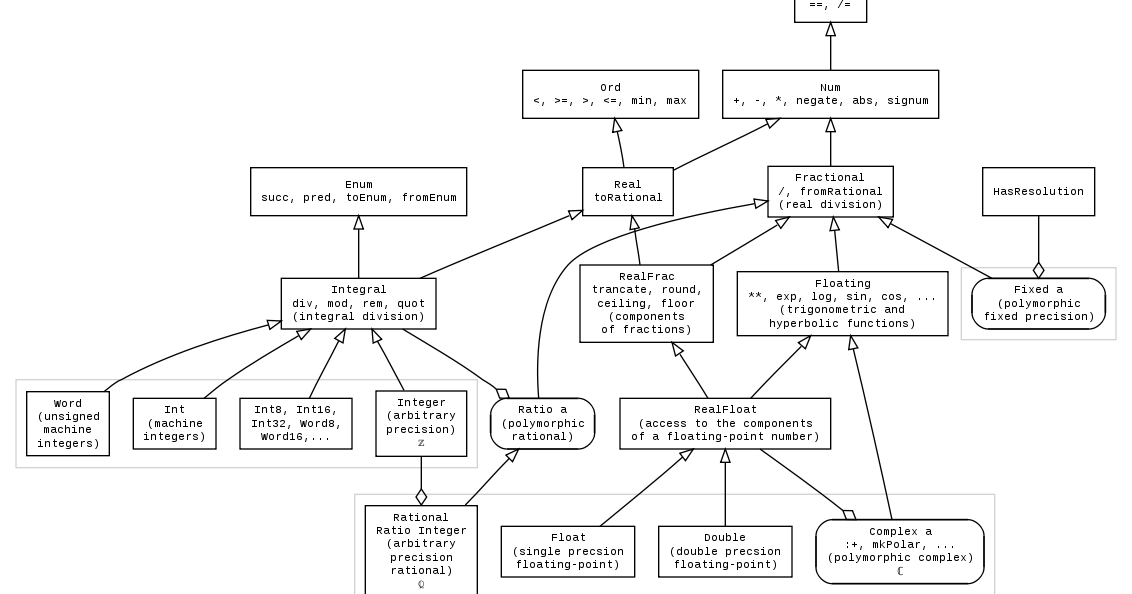 ==, /=
Ord
<, >=, >, <=, min, max
Num
+, -, *, negate, abs, signum
Enum
succ, pred, toEnum, fromEnum
Real
toRational
Fractional
/, fromRational
(real division)
HasResolution
Integral
div, mod, rem, quot
(integral division)
RealFrac
trancate, round,
ceiling, floor
(components
of fractions)
Floating
**, exp, log, sin, cos, ...
(trigonometric and
hyperbolic functions)
Fixed a
(polymorphic
fixed precision)
Word
(unsigned
machine
integers)
Int
(machine
integers)
Int8, Int16,
Int32, Word8,
Word16,...
Integer
(arbitrary
precision)
ℤ
Ratio a
(polymorphic
rational)
RealFloat
(access to the components
of a floating-point number)
Rational
Ratio Integer
(arbitrary
precision
rational)
ℚ
Float
(single precsion
floating-point)
Double
(double precsion
floating-point)
Complex a
:+, mkPolar, ...
(polymorphic complex)
ℂ